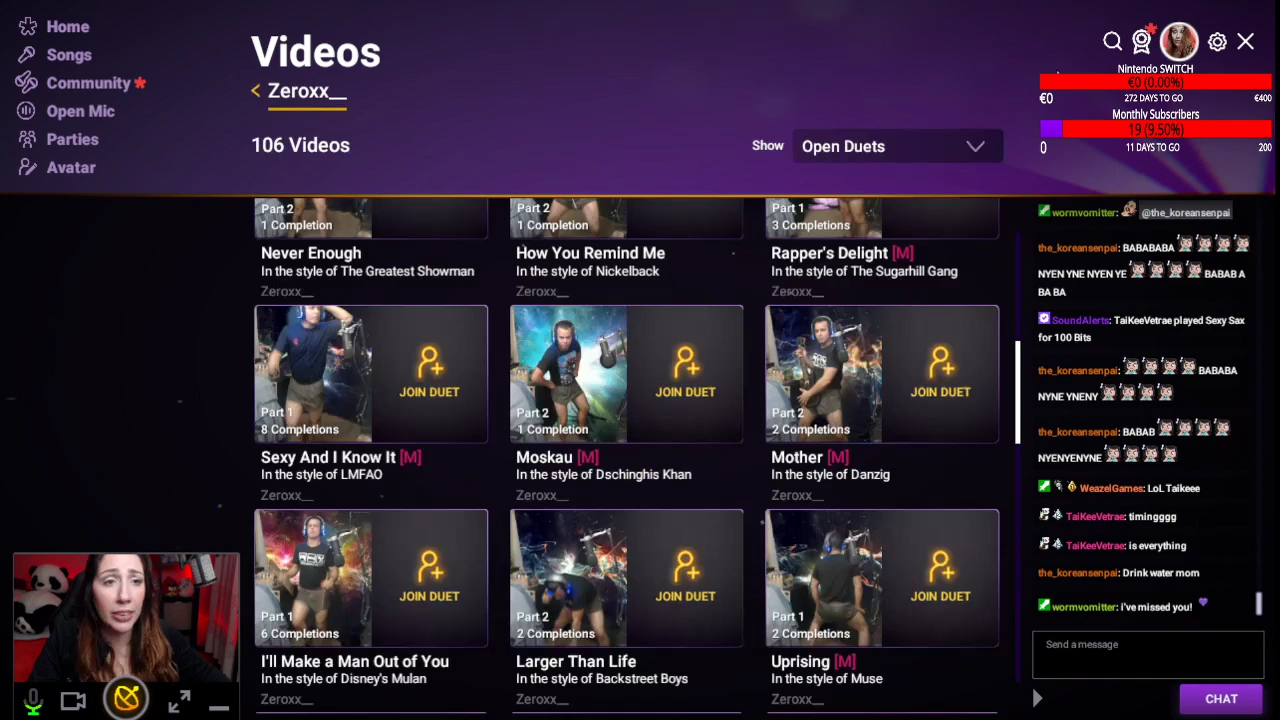 Home
Songs
Community
Open Mic
Parties
Avatar
Videos
< Zeroxx__
106 Videos
Show
Open Duets
Nintendo SWITCH
€0 (0.00%)
€0
272 DAYS TO GO
€400
Monthly Subscribers
19 (9.50%)
0
11 DAYS TO GO
200
Part 2
1 Completion
Never Enough
In the style of The Greatest Showman
Zeroxx__
Part 2
1 Completion
How You Remind Me
In the style of Nickelback
Zeroxx__
Part 1
3 Completions
Rapper's Delight [M]
In the style of The Sugarhill Gang
Zeroxx__
Part 1
8 Completions
JOIN DUET
Sexy And I Know It [M]
In the style of LMFAO
Zeroxx__
Part 2
1 Completion
JOIN DUET
Moskau [M]
In the style of Dschinghis Khan
Zeroxx__
Part 2
2 Completions
JOIN DUET
Mother [M]
In the style of Danzig
Zeroxx__
Part 1
6 Completions
JOIN DUET
I'll Make a Man Out of You
In the style of Disney's Mulan
Zeroxx__
Part 2
2 Completions
JOIN DUET
Larger Than Life
In the style of Backstreet Boys
Zeroxx__
Part 1
2 Completions
JOIN DUET
Uprising [M]
In the style of Muse
Zeroxx__
wormvomitter: @the_koreansenpai
the_koreansenpai: BABABABA
NYEN YNE NYEN YE BABAB A
BA BA
SoundAlerts: TaiKeeVetrae played Sexy Sax
for 100 Bits
the_koreansenpai: BABABA
NYNE YNENY
the_koreansenpai: BABAB
NYENYENYNE
WeazelGames: LoL Taikeee
TaiKeeVetrae: timingggg
TaiKeeVetrae: is everything
the_koreansenpai: Drink water mom
wormvomitter: i've missed you!
Send a message
CHAT